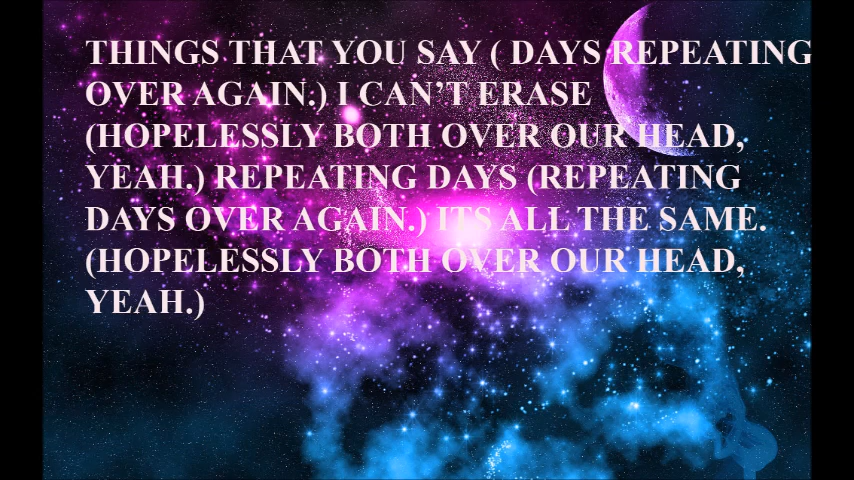 THINGS THAT YOU SAY ( DAYS REPEATING
OVER AGAIN.) I CAN’T ERASE
(HOPELESSLY BOTH OVER OUR HEAD,
YEAH.) REPEATING DAYS (REPEATING
DAYS OVER AGAIN.) ITS ALL THE SAME.
(HOPELESSLY BOTH OVER OUR HEAD,
YEAH.)